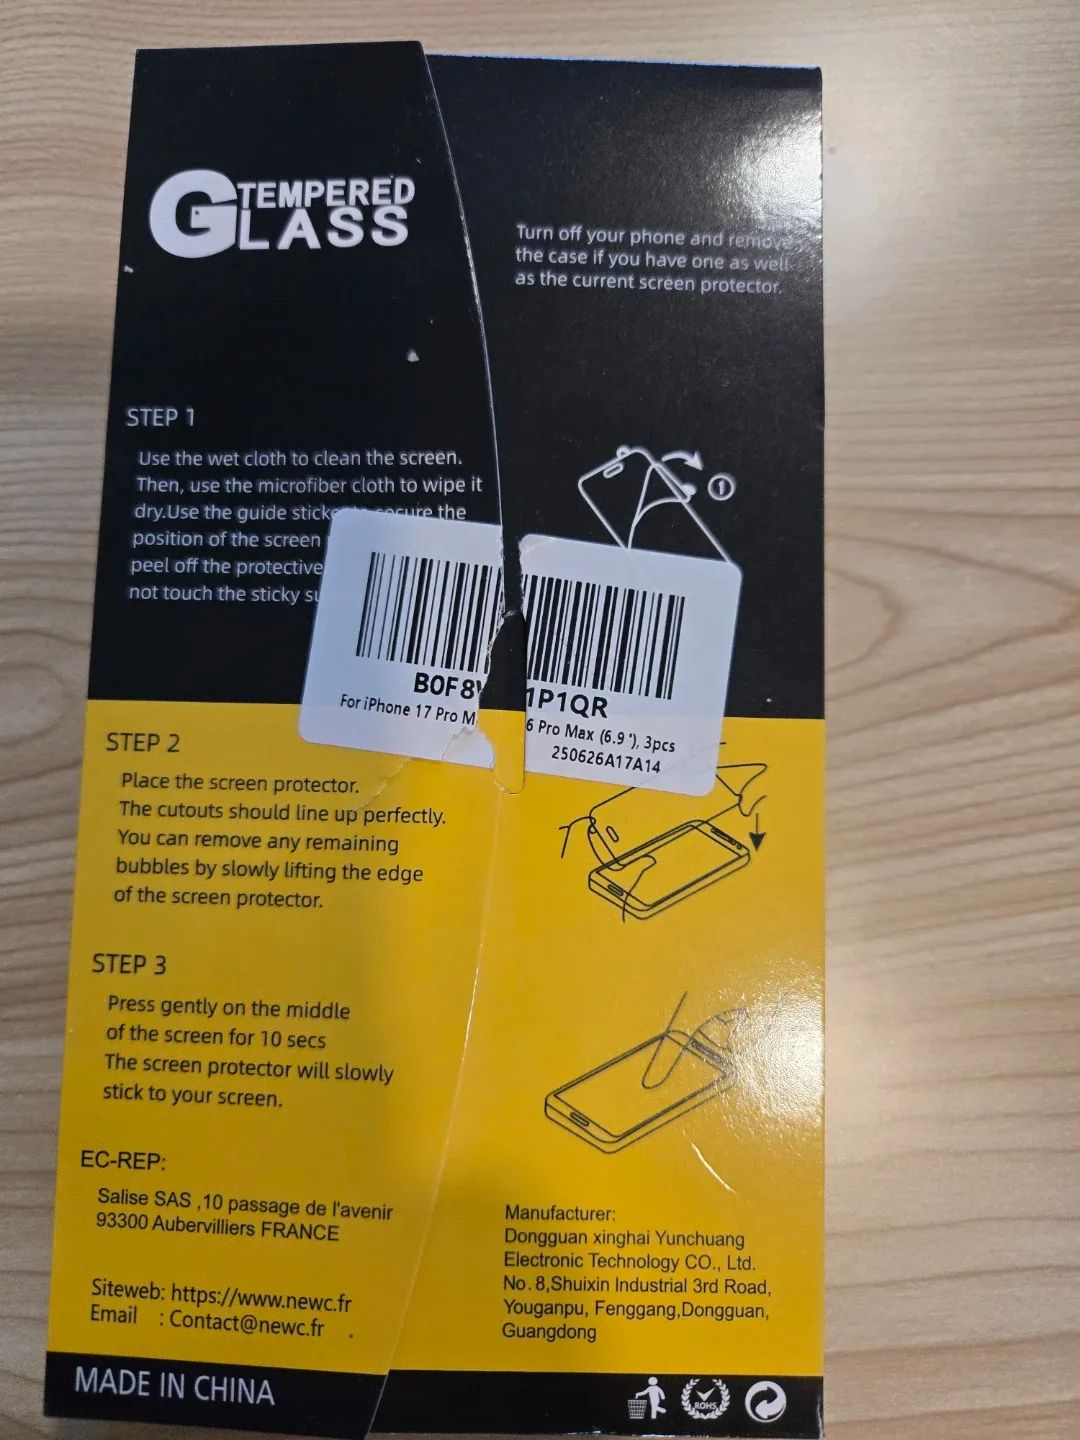 TEMPERED
GLASS
Turn off your phone and remove
the case if you have one as well
as the current screen protector.
STEP 1
Use the wet cloth to clean the screen.
Then, use the microfiber cloth to wipe it
dry.Use the guide secure the
position of the screen
peel off the protective
not touch the sticky
1
B0F8 1P1QR
For iPhone 17 Pro 6 Pro Max (6.9"), 3pcs
250626A17A14
STEP 2
Place the screen protector.
The cutouts should line up perfectly.
You can remove any remaining
bubbles by slowly lifting the edge
of the screen protector.
STEP 3
Press gently on the middle
of the screen for 10 secs
The screen protector will slowly
stick to your screen.
EC-REP:
Salise SAS ,10 passage de l'avenir
93300 Aubervilliers FRANCE
Siteweb: https://www.newc.fr
Email : Contact@newc.fr
Manufacturer:
Dongguan xinghai Yunchuang
Electronic Technology CO., Ltd.
No. 8,Shuixin Industrial 3rd Road,
Youganpu, Fenggang,Dongguan,
Guangdong
MADE IN CHINA
ROHS